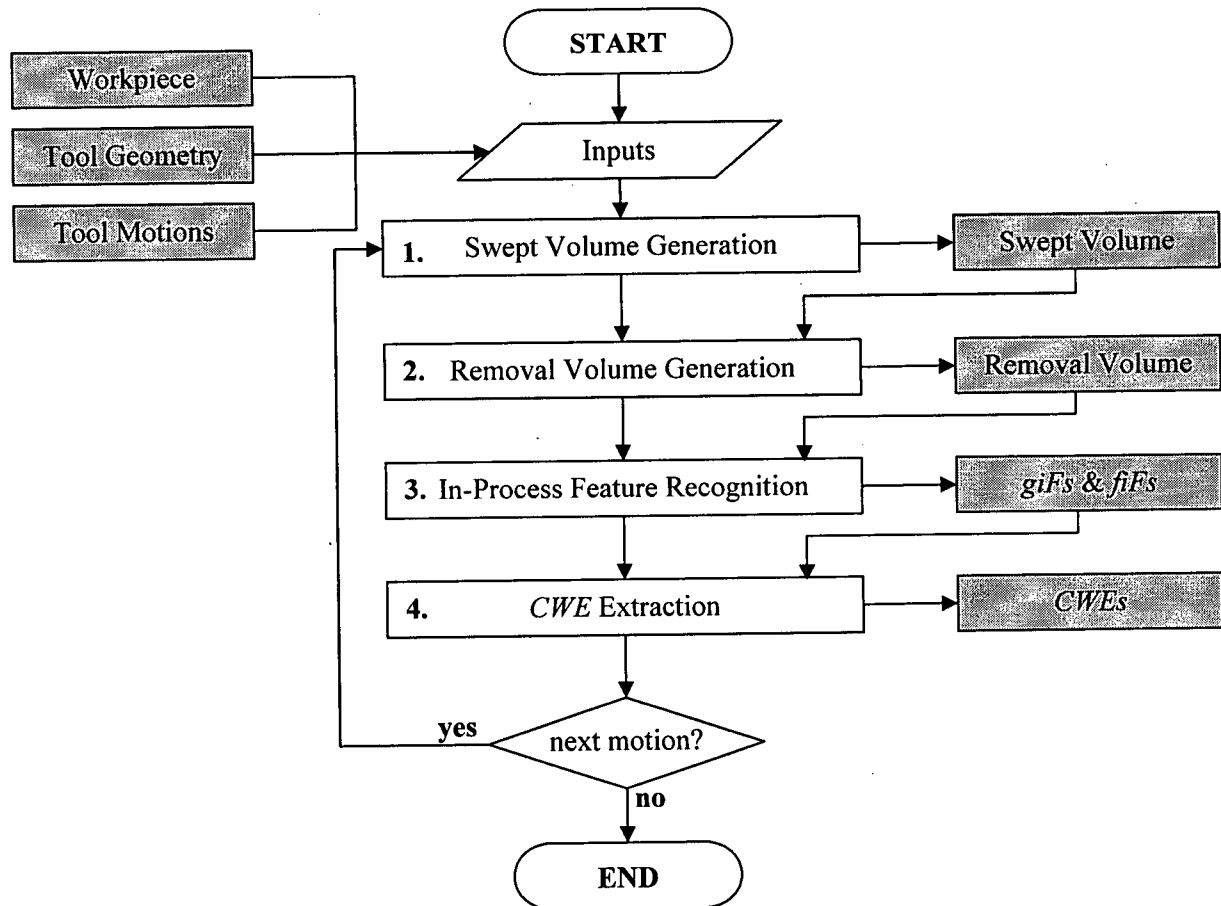 START
Workpiece
Tool Geometry
Tool Motions
Inputs
1. Swept Volume Generation
Swept Volume
2. Removal Volume Generation
Removal Volume
3. In-Process Feature Recognition
giFs & fiFs
4. CWE Extraction
CWEs
yes
next motion?
no
END